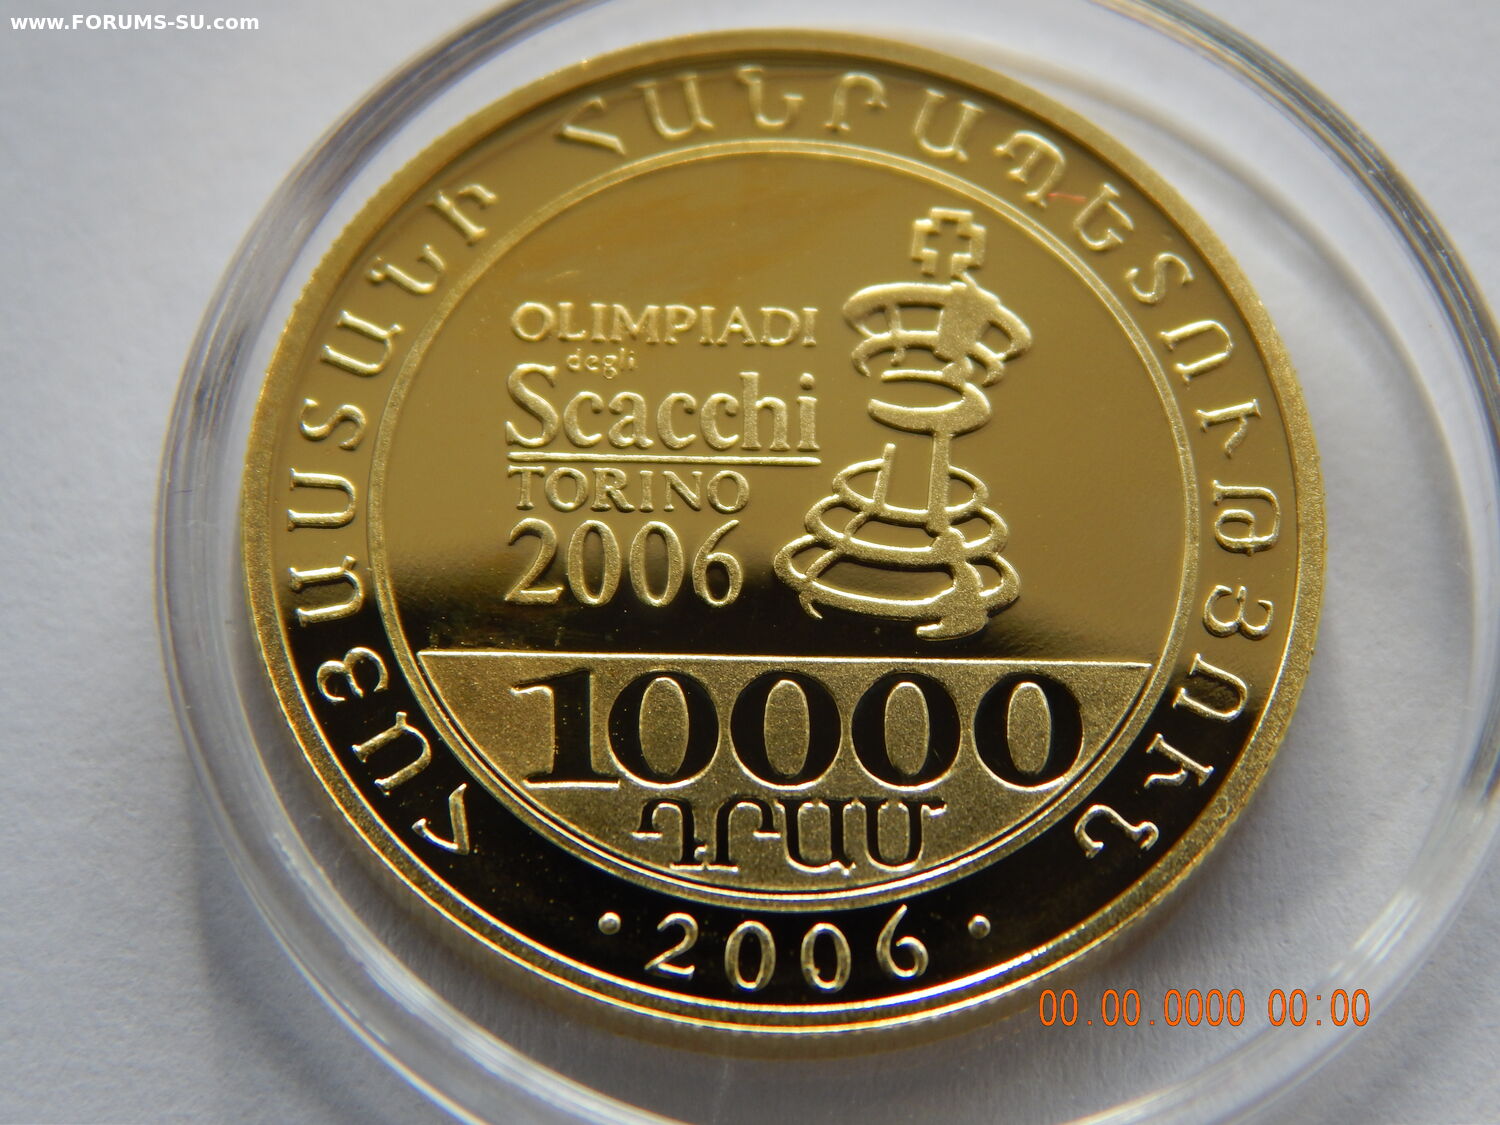 www.FORUMS-SU.com
ՀԱՅԱՍՏԱՆԻ ՀԱՆՐԱՊԵՏՈՒԹՅՈՒՆ
OLIMPIADI
degli
Scacchi
TORINO
2006
10000
ԴՐԱՄ
· 2006 ·
00.00.0000 00:00